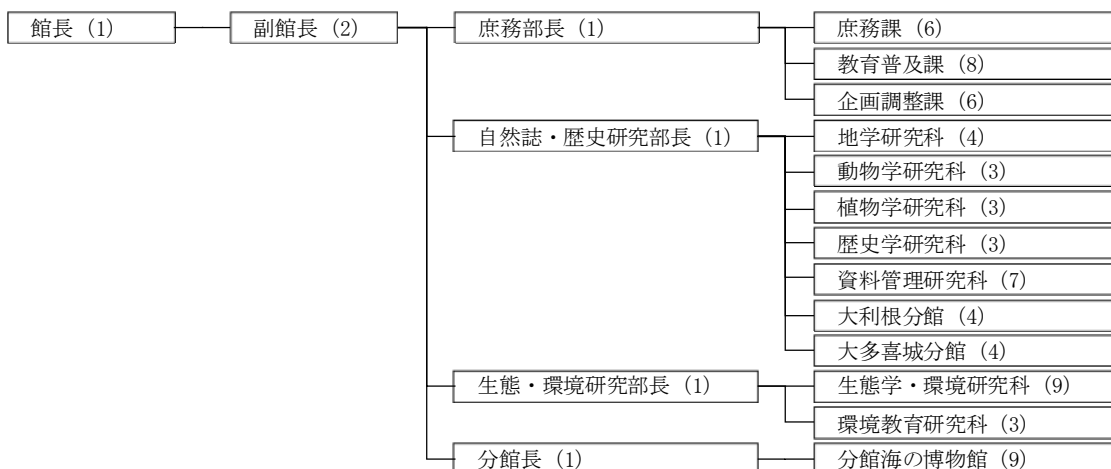 館長（1）
副館長（2）
庶務部長（1）
庶務課（6）
教育普及課（8）
企画調整課（6）
自然誌・歴史研究部長（1）
地学研究科（4）
動物学研究科（3）
植物学研究科（3）
歴史学研究科（3）
資料管理研究科（7）
大利根分館（4）
大多喜城分館（4）
生態・環境研究部長（1）
生態学・環境研究科（9）
環境教育研究科（3）
分館長（1）
分館海の博物館（9）